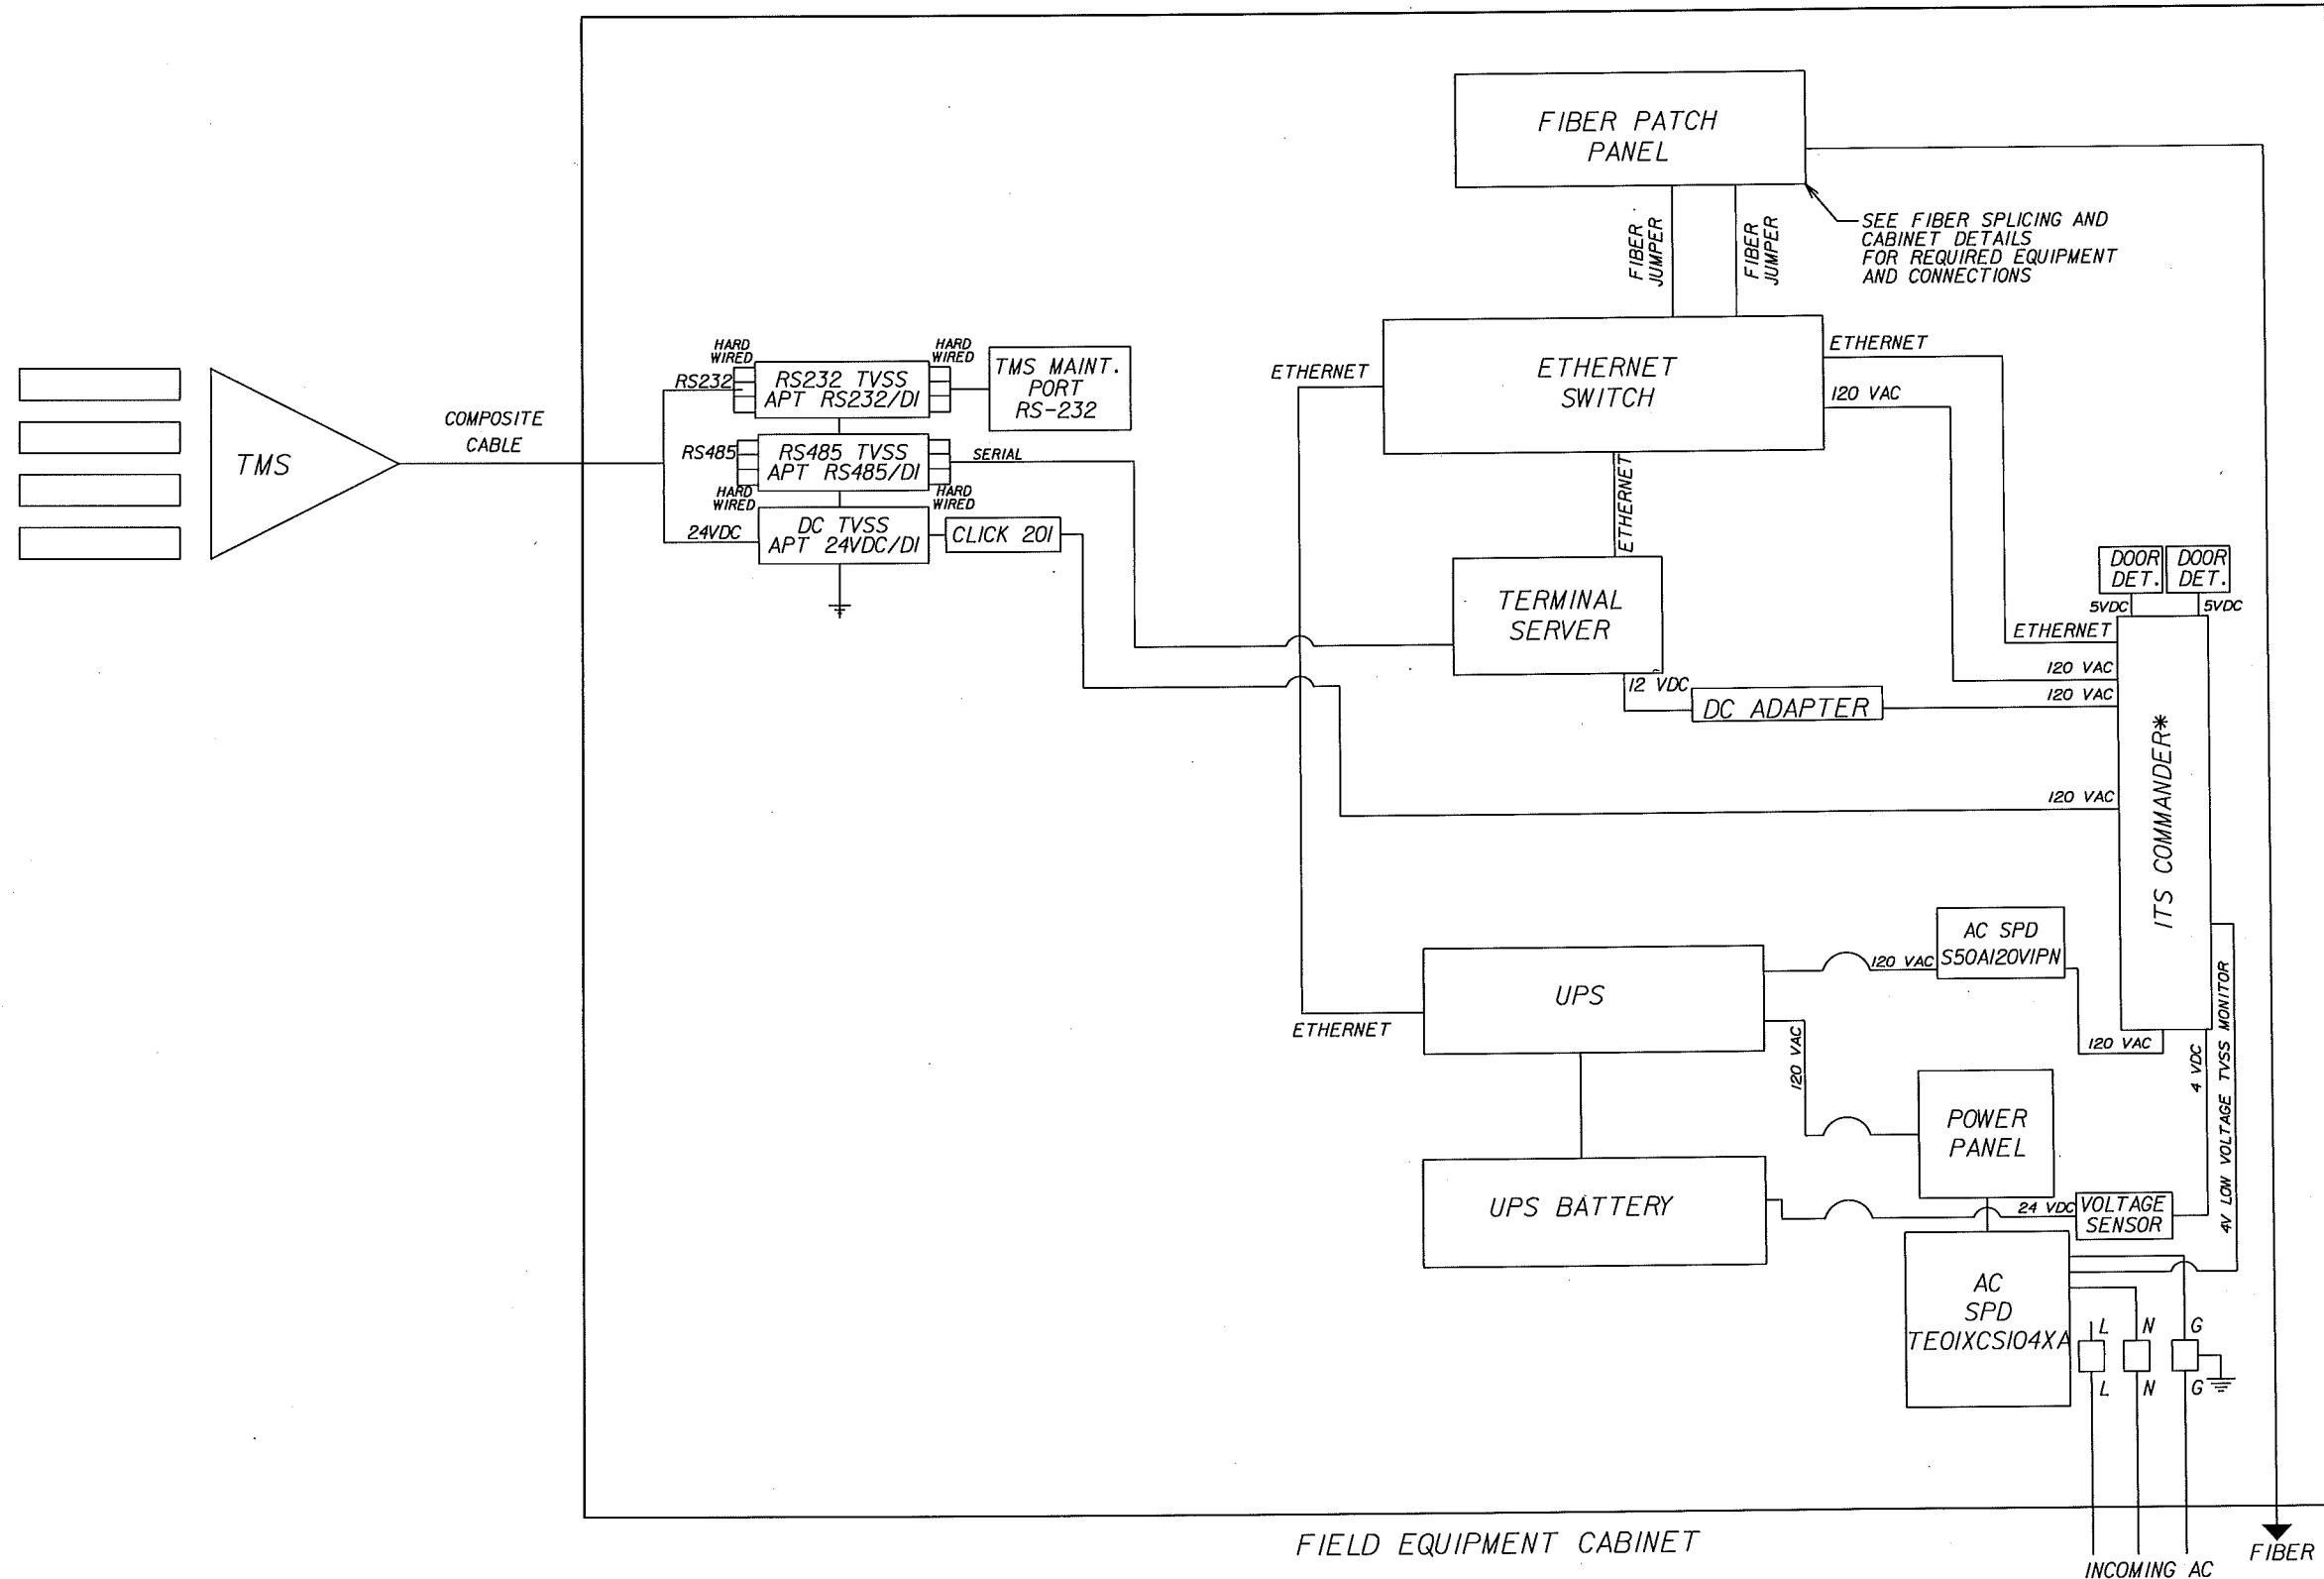 FIBER PATCH
PANEL
FIBER
JUMPER
FIBER
JUMPER
SEE FIBER SPLICING AND
CABINET DETAILS
FOR REQUIRED EQUIPMENT
AND CONNECTIONS
TMS
COMPOSITE
CABLE
HARD
WIRED
HARD
WIRED
RS232
RS232 TVSS
APT RS232/DI
TMS MAINT.
PORT
RS-232
RS485
RS485 TVSS
APT RS485/DI
SERIAL
HARD
WIRED
HARD
WIRED
24VDC
DC TVSS
APT 24VDC/DI
CLICK 201
ETHERNET
ETHERNET
SWITCH
ETHERNET
120 VAC
ETHERNET
TERMINAL
SERVER
12 VDC
DC ADAPTER
DOOR
DET.
DOOR
DET.
5VDC
5VDC
ETHERNET
120 VAC
120 VAC
120 VAC
ITS COMMANDER*
AC SPD
S50A120V1PN
120 VAC
120 VAC
UPS
ETHERNET
120 VAC
4 VDC
4V LOW VOLTAGE TVSS MONITOR
POWER
PANEL
UPS BATTERY
24 VDC
VOLTAGE
SENSOR
AC
SPD
TE01XCS104XA
L
N
G
L
N
G
FIELD EQUIPMENT CABINET
INCOMING AC
FIBER